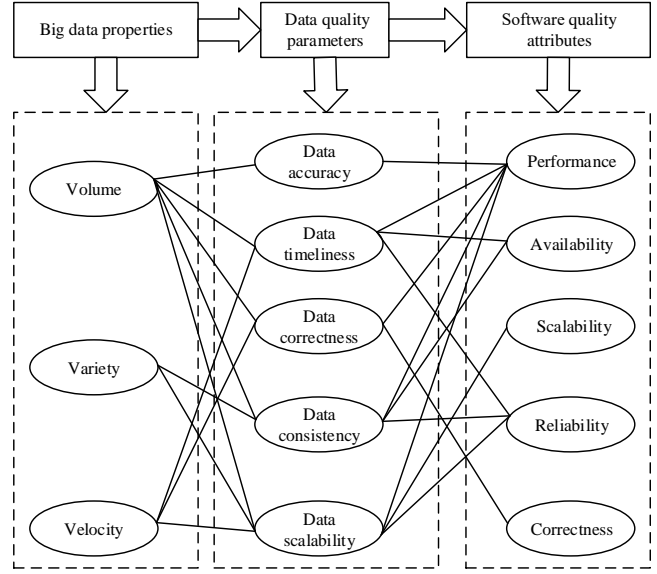 Big data properties
Data quality
parameters
Software quality
attributes
Volume
Variety
Velocity
Data
accuracy
Data
timeliness
Data
correctness
Data
consistency
Data
scalability
Performance
Availability
Scalability
Reliability
Correctness